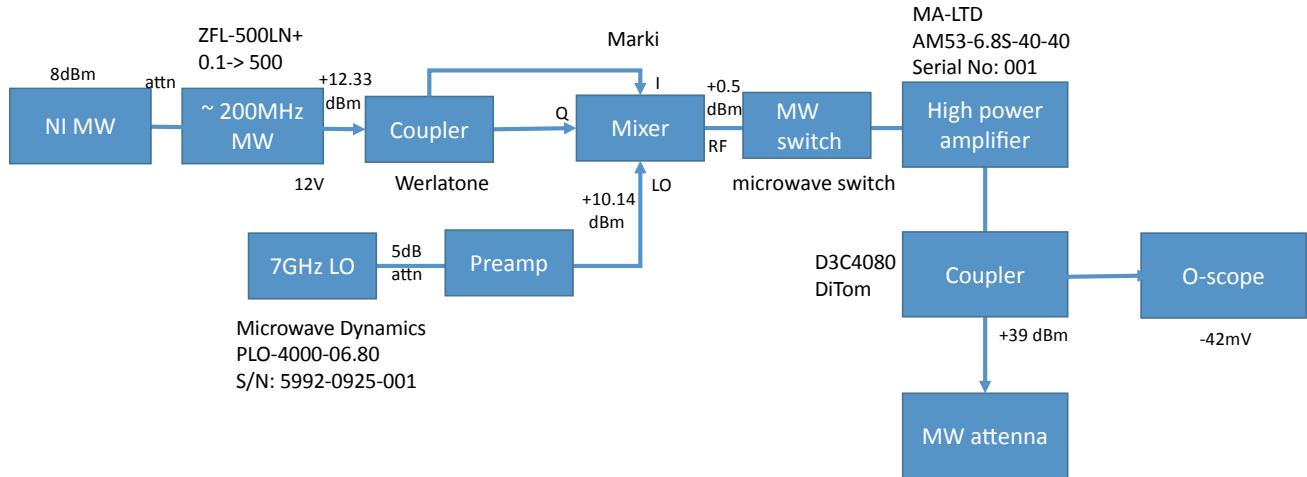 MA-LTD
AM53-6.8S-40-40
Serial No: 001
ZFL-500LN+
0.1-> 500
Marki
8dBm
attn
+12.33
dBm
I
+0.5
dBm
NI MW
~ 200MHz
MW
Coupler
Q
Mixer
RF
MW
switch
High power
amplifier
12V
Werlatone
LO
microwave switch
+10.14
dBm
7GHz LO
5dB
attn
Preamp
D3C4080
DiTom
Coupler
O-scope
Microwave Dynamics
PLO-4000-06.80
S/N: 5992-0925-001
+39 dBm
-42mV
MW attenna